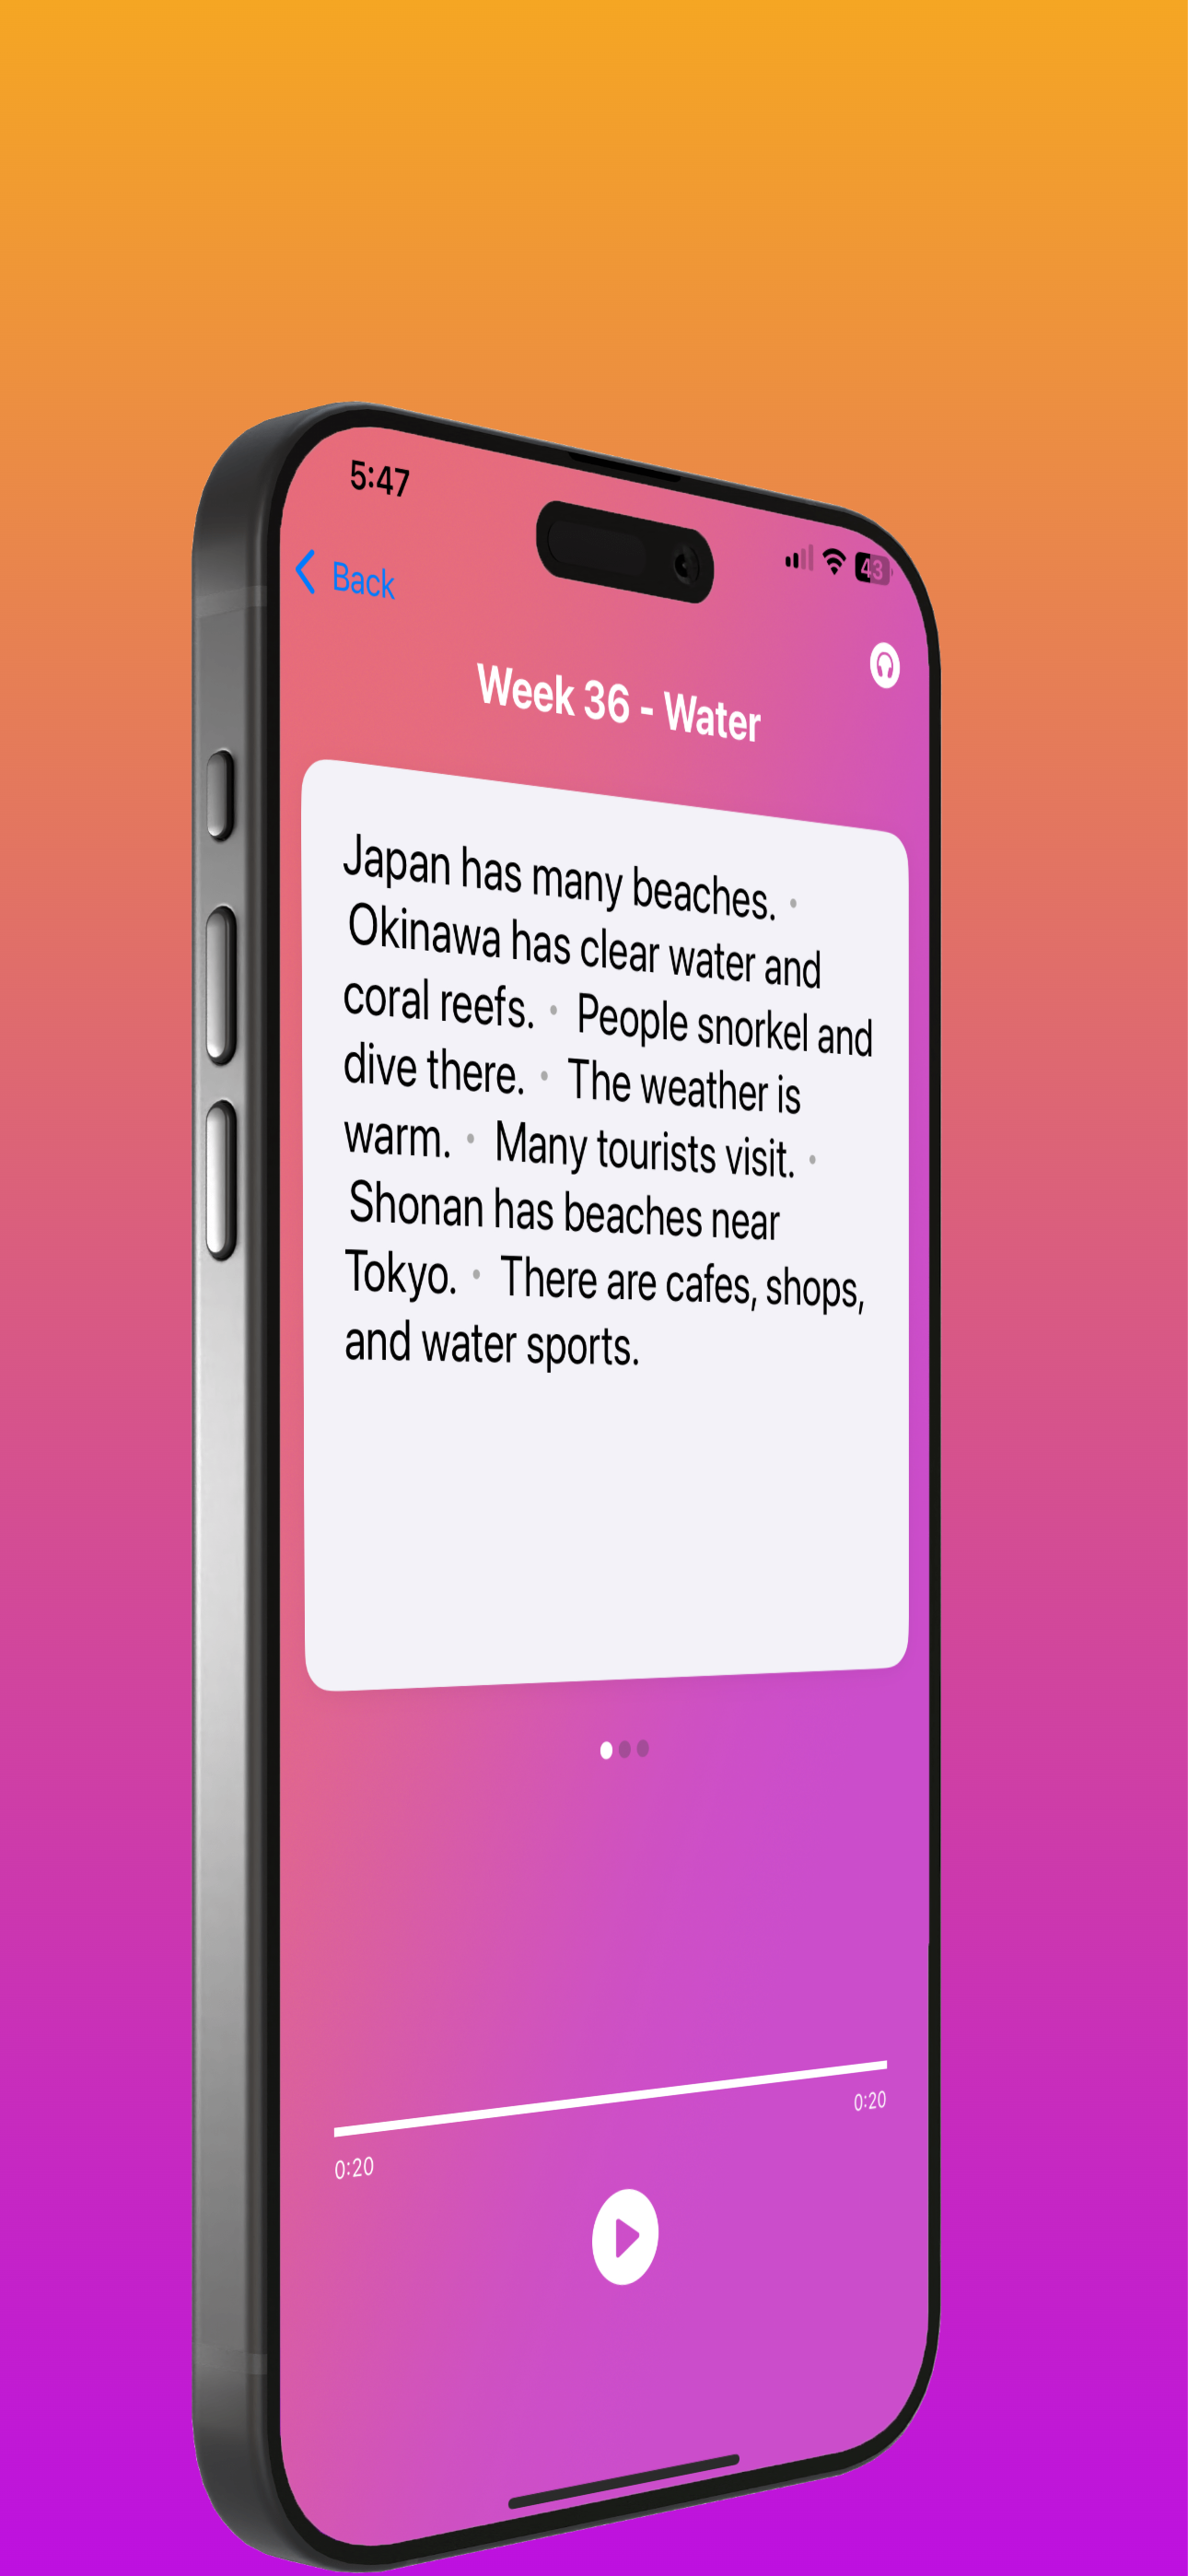 5:47
43
Back
Week 36 - Water
Japan has many beaches. •
Okinawa has clear water and
coral reefs. • People snorkel and
dive there. • The weather is
warm. • Many tourists visit. •
Shonan has beaches near
Tokyo. • There are cafes, shops,
and water sports.
0:20
0:20